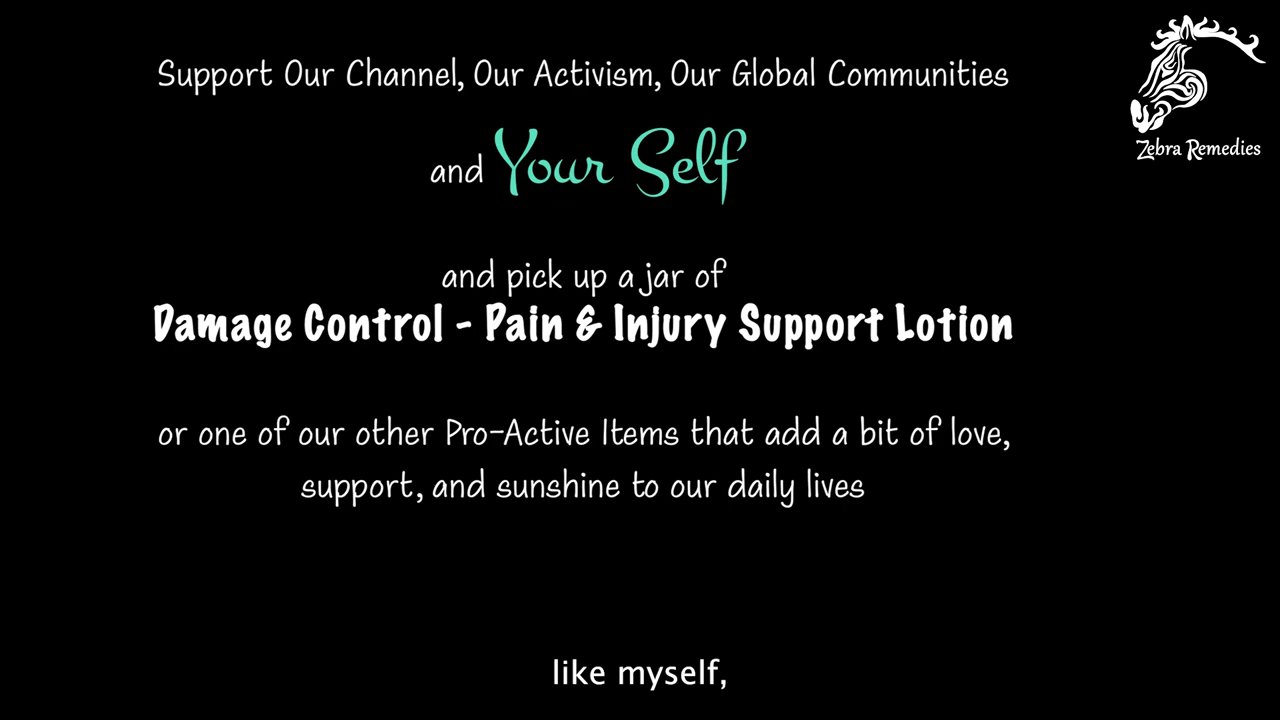 Support Our Channel, Our Activism, Our Global Communities
Zebra Remedies
and Your Self
and pick up a jar of
Damage Control - Pain & Injury Support Lotion
or one of our other Pro-Active Items that add a bit of love,
support, and sunshine to our daily lives
like myself,